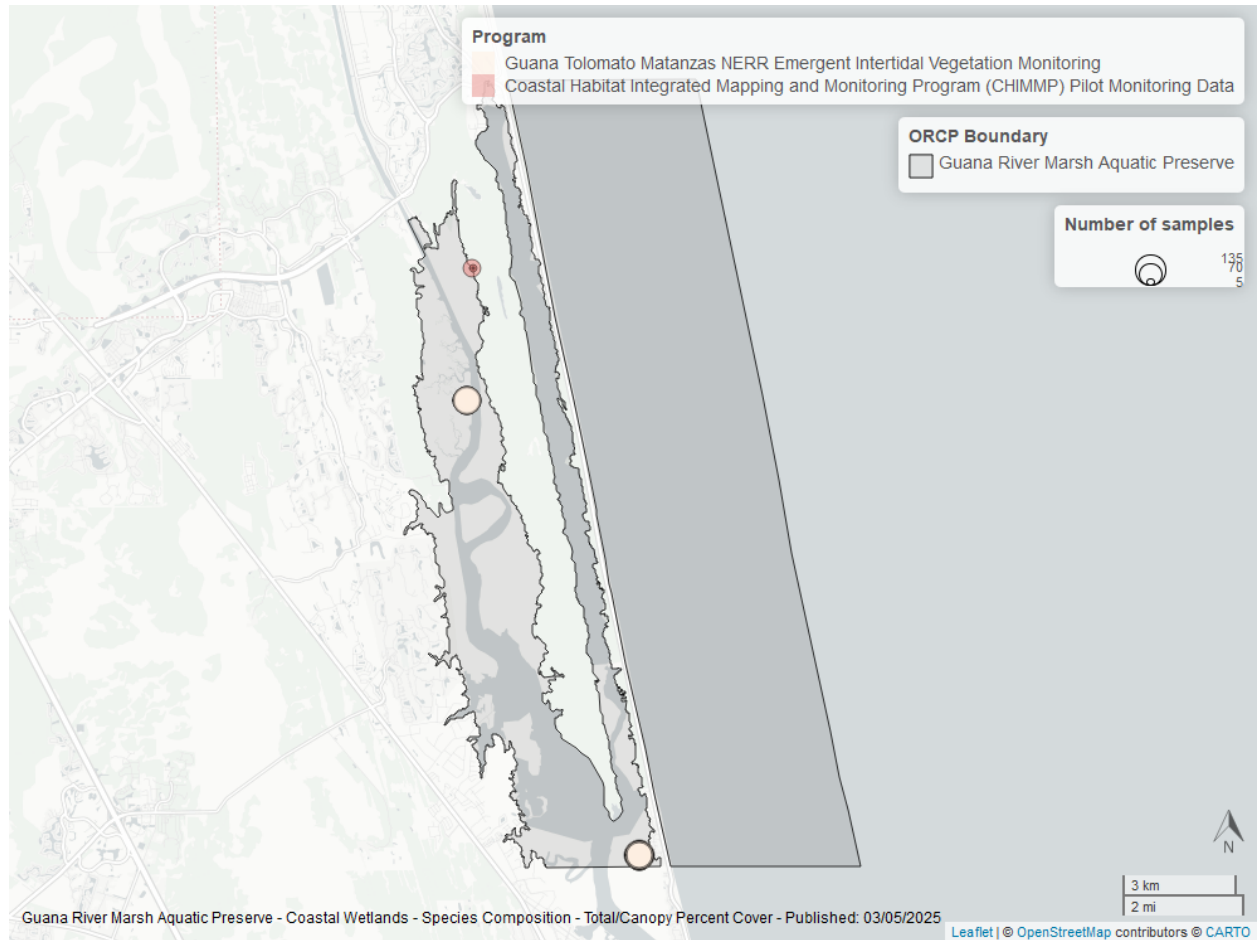 Program
Guana Tolomato Matanzas NERR Emergent Intertidal Vegetation Monitoring
Coastal Habitat Integrated Mapping and Monitoring Program (CHIMMP) Pilot Monitoring Data
ORCP Boundary
Guana River Marsh Aquatic Preserve
Number of samples
135
70
5
N
3 km
2 mi
Guana River Marsh Aquatic Preserve - Coastal Wetlands - Species Composition - Total/Canopy Percent Cover - Published: 03/05/2025
Leaflet | © OpenStreetMap contributors © CARTO